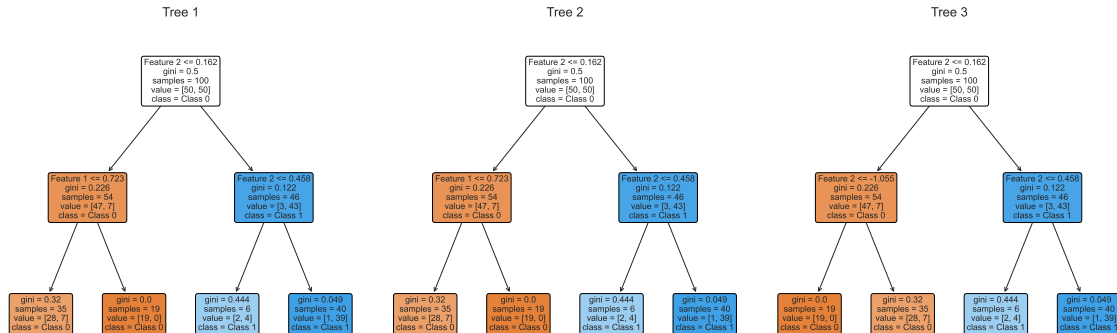 Tree 1
Tree 2
Tree 3
Feature 2 <= 0.162
gini = 0.5
samples = 100
value = [50, 50]
class = Class 0
Feature 2 <= 0.162
gini = 0.5
samples = 100
value = [50, 50]
class = Class 0
Feature 2 <= 0.162
gini = 0.5
samples = 100
value = [50, 50]
class = Class 0
Feature 1 <= 0.723
gini = 0.226
samples = 54
value = [47, 7]
class = Class 0
Feature 2 <= 0.458
gini = 0.122
samples = 46
value = [3, 43]
class = Class 1
Feature 1 <= 0.723
gini = 0.226
samples = 54
value = [47, 7]
class = Class 0
Feature 2 <= 0.458
gini = 0.122
samples = 46
value = [3, 43]
class = Class 1
Feature 2 <= -1.055
gini = 0.226
samples = 54
value = [47, 7]
class = Class 0
Feature 2 <= 0.458
gini = 0.122
samples = 46
value = [3, 43]
class = Class 1
gini = 0.32
samples = 35
value = [28, 7]
class = Class 0
gini = 0.0
samples = 19
value = [19, 0]
class = Class 0
gini = 0.444
samples = 6
value = [2, 4]
class = Class 1
gini = 0.049
samples = 40
value = [1, 39]
class = Class 1
gini = 0.32
samples = 35
value = [28, 7]
class = Class 0
gini = 0.0
samples = 19
value = [19, 0]
class = Class 0
gini = 0.444
samples = 6
value = [2, 4]
class = Class 1
gini = 0.049
samples = 40
value = [1, 39]
class = Class 1
gini = 0.0
samples = 19
value = [19, 0]
class = Class 0
gini = 0.32
samples = 35
value = [28, 7]
class = Class 0
gini = 0.444
samples = 6
value = [2, 4]
class = Class 1
gini = 0.049
samples = 40
value = [1, 39]
class = Class 1